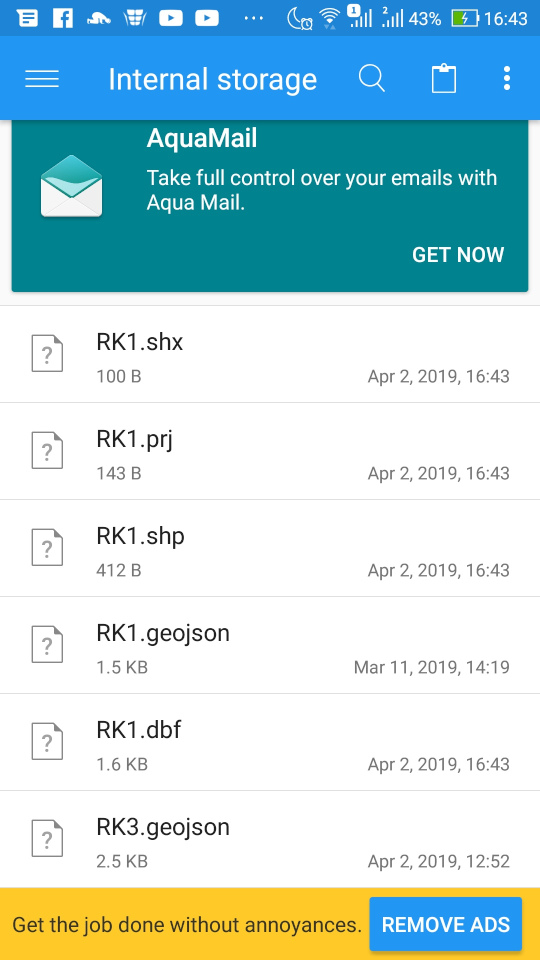 1 2 43% 16:43
Internal storage
AquaMail
Take full control over your emails with
Aqua Mail.
GET NOW
RK1.shx
100 B Apr 2, 2019, 16:43
RK1.prj
143 B Apr 2, 2019, 16:43
RK1.shp
412 B Apr 2, 2019, 16:43
RK1.geojson
1.5 KB Mar 11, 2019, 14:19
RK1.dbf
1.6 KB Apr 2, 2019, 16:43
RK3.geojson
2.5 KB Apr 2, 2019, 12:52
Get the job done without annoyances. REMOVE ADS